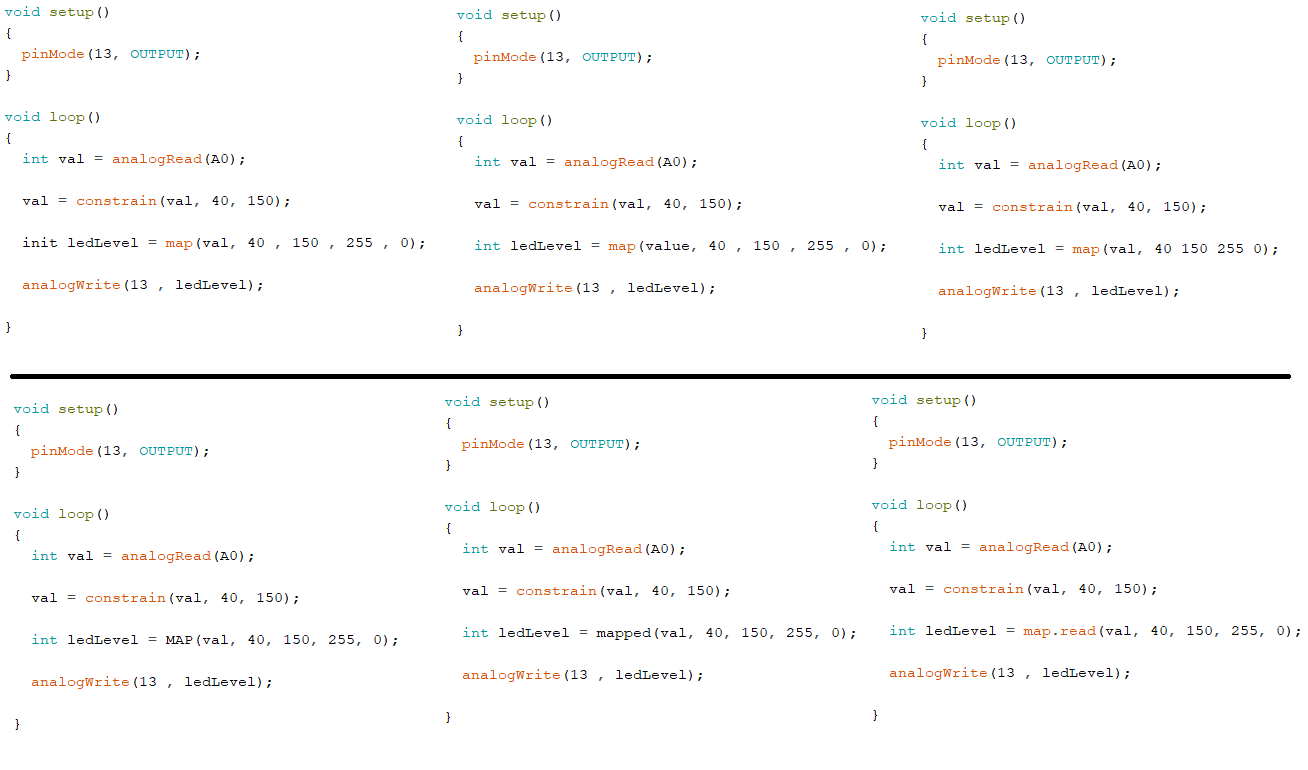 void setup()
{
pinMode(13, OUTPUT);
}
void loop()
{
int val = analogRead(A0);
val = constrain(val, 40, 150);
init ledLevel = map(val, 40 , 150 , 255 , 0);
analogWrite(13 , ledLevel);
}
void setup()
{
pinMode(13, OUTPUT);
}
void loop()
{
int val = analogRead(A0);
val = constrain(val, 40, 150);
int ledLevel = map(value, 40 , 150 , 255 , 0);
analogWrite(13 , ledLevel);
}
void setup()
{
pinMode(13, OUTPUT);
}
void loop()
{
int val = analogRead(A0);
val = constrain(val, 40, 150);
int ledLevel = map(val, 40 150 255 0);
analogWrite(13 , ledLevel);
}
void setup()
{
pinMode(13, OUTPUT);
}
void loop()
{
int val = analogRead(A0);
val = constrain(val, 40, 150);
int ledLevel = MAP(val, 40, 150, 255, 0);
analogWrite(13 , ledLevel);
}
void setup()
{
pinMode(13, OUTPUT);
}
void loop()
{
int val = analogRead(A0);
val = constrain(val, 40, 150);
int ledLevel = mapped(val, 40, 150, 255, 0);
analogWrite(13 , ledLevel);
}
void setup()
{
pinMode(13, OUTPUT);
}
void loop()
{
int val = analogRead(A0);
val = constrain(val, 40, 150);
int ledLevel = map.read(val, 40, 150, 255, 0);
analogWrite(13 , ledLevel);
}